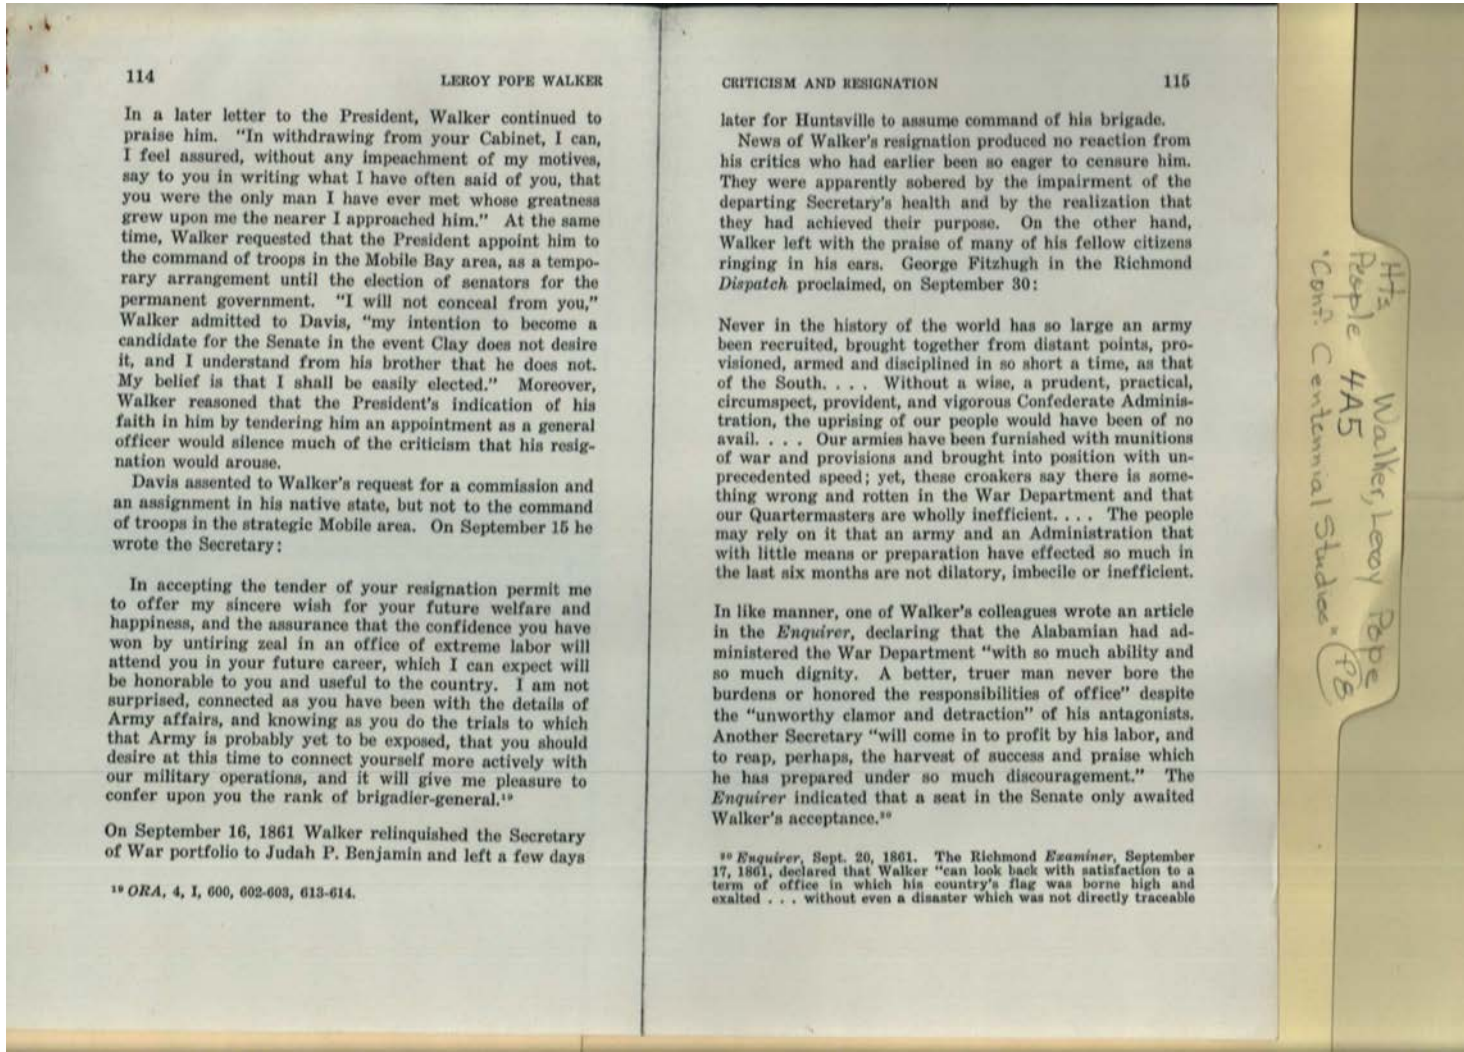 114
LEROY POPE WALKER
In a later letter to the President, Walker continued to
praise him. "In withdrawing from your Cabinet, I can,
I feel assured, without any impeachment of my motives,
say to you in writing what I have often said of you, that
you were the only man I have ever met whose greatness
grew upon me the nearer I approached him." At the same
time, Walker requested that the President appoint him to
the command of troops in the Mobile Bay area, as a tempo-
rary arrangement until the election of senators for the
permanent government. "I will not conceal from you,"
Walker admitted to Davis, "my intention to become a
candidate for the Senate in the event Clay does not desire
it, and I understand from his brother that he does not.
My belief is that I shall be easily elected." Moreover,
Walker reasoned that the President's indication of his
faith in him by tendering him an appointment as a general
officer would silence much of the criticism that his resig-
nation would arouse.
Davis assented to Walker's request for a commission and
an assignment in his native state, but not to the command
of troops in the strategic Mobile area. On September 15 he
wrote the Secretary:
In accepting the tender of your resignation permit me
to offer my sincere wish for your future welfare and
happiness, and the assurance that the confidence you have
won by untiring zeal in an office of extreme labor will
attend you in your future career, which I can expect will
be honorable to you and useful to the country. I am not
surprised, connected as you have been with the details of
Army affairs, and knowing as you do the trials to which
that Army is probably yet to be exposed, that you should
desire at this time to connect yourself more actively with
our military operations, and it will give me pleasure to
confer upon you the rank of brigadier-general.¹⁹
On September 16, 1861 Walker relinquished the Secretary
of War portfolio to Judah P. Benjamin and left a few days
¹⁹ ORA, 4, I, 600, 602-603, 613-614.
CRITICISM AND RESIGNATION
115
later for Huntsville to assume command of his brigade.
News of Walker's resignation produced no reaction from
his critics who had earlier been so eager to censure him.
They were apparently sobered by the impairment of the
departing Secretary's health and by the realization that
they had achieved their purpose. On the other hand,
Walker left with the praise of many of his fellow citizens
ringing in his ears. George Fitzhugh in the Richmond
Dispatch proclaimed, on September 30:
Never in the history of the world has so large an army
been recruited, brought together from distant points, pro-
visioned, armed and disciplined in so short a time, as that
of the South. . . . Without a wise, a prudent, practical,
circumspect, provident, and vigorous Confederate Adminis-
tration, the uprising of our people would have been of no
avail. . . . Our armies have been furnished with munitions
of war and provisions and brought into position with un-
precedented speed; yet, these croakers say there is some-
thing wrong and rotten in the War Department and that
our Quartermasters are wholly inefficient. . . . The people
may rely on it that an army and an Administration that
with little means or preparation have effected so much in
the last six months are not dilatory, imbecile or inefficient.
In like manner, one of Walker's colleagues wrote an article
in the Enquirer, declaring that the Alabamian had ad-
ministered the War Department "with so much ability and
so much dignity. A better, truer man never bore the
burdens or honored the responsibilities of office" despite
the "unworthy clamor and detraction" of his antagonists.
Another Secretary "will come in to profit by his labor, and
to reap, perhaps, the harvest of success and praise which
he has prepared under so much discouragement." The
Enquirer indicated that a seat in the Senate only awaited
Walker's acceptance.²⁰
²⁰ Enquirer, Sept. 20, 1861. The Richmond Examiner, September
17, 1861, declared that Walker "can look back with satisfaction to a
term of office in which his country's flag was borne high and
exalted . . . without even a disaster which was not directly traceable
People 4A5 Walker, Leroy Pope
"Conf. Centennial Studies" P8